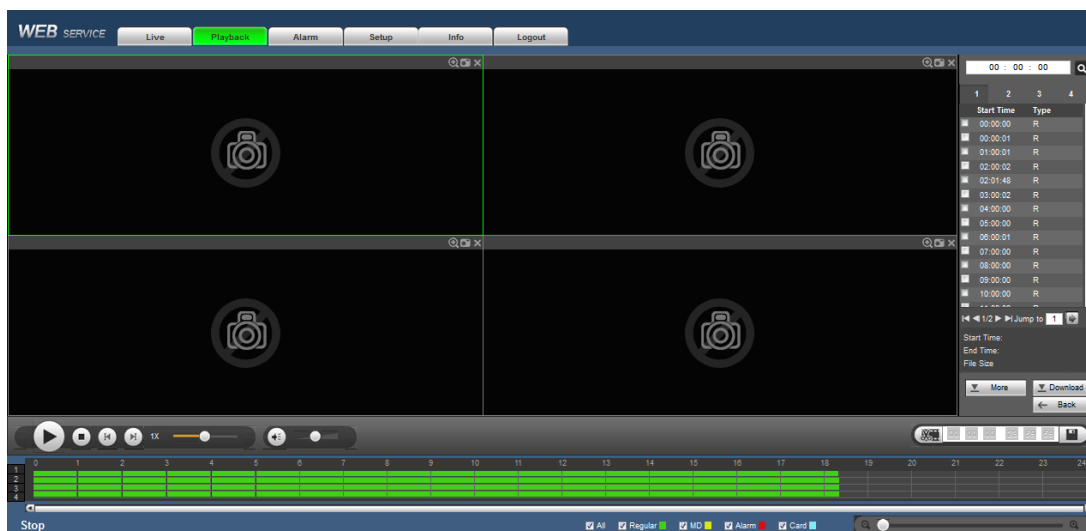 WEB SERVICE Live Playback Alarm Setup Info Logout
00 : 00 : 00
1 2 3 4
Start Time Type
00:00:00 R
00:00:01 R
01:00:01 R
02:00:02 R
02:01:48 R
03:00:02 R
04:00:00 R
05:00:00 R
06:00:01 R
07:00:00 R
08:00:00 R
09:00:00 R
10:00:00 R
1/2 Jump to 1
Start Time:
End Time:
File Size
More Download
Back
1X
0 1 2 3 4 5 6 7 8 9 10 11 12 13 14 15 16 17 18 19 20 21 22 23 24
1
2
3
4
Stop All Regular MD Alarm Card